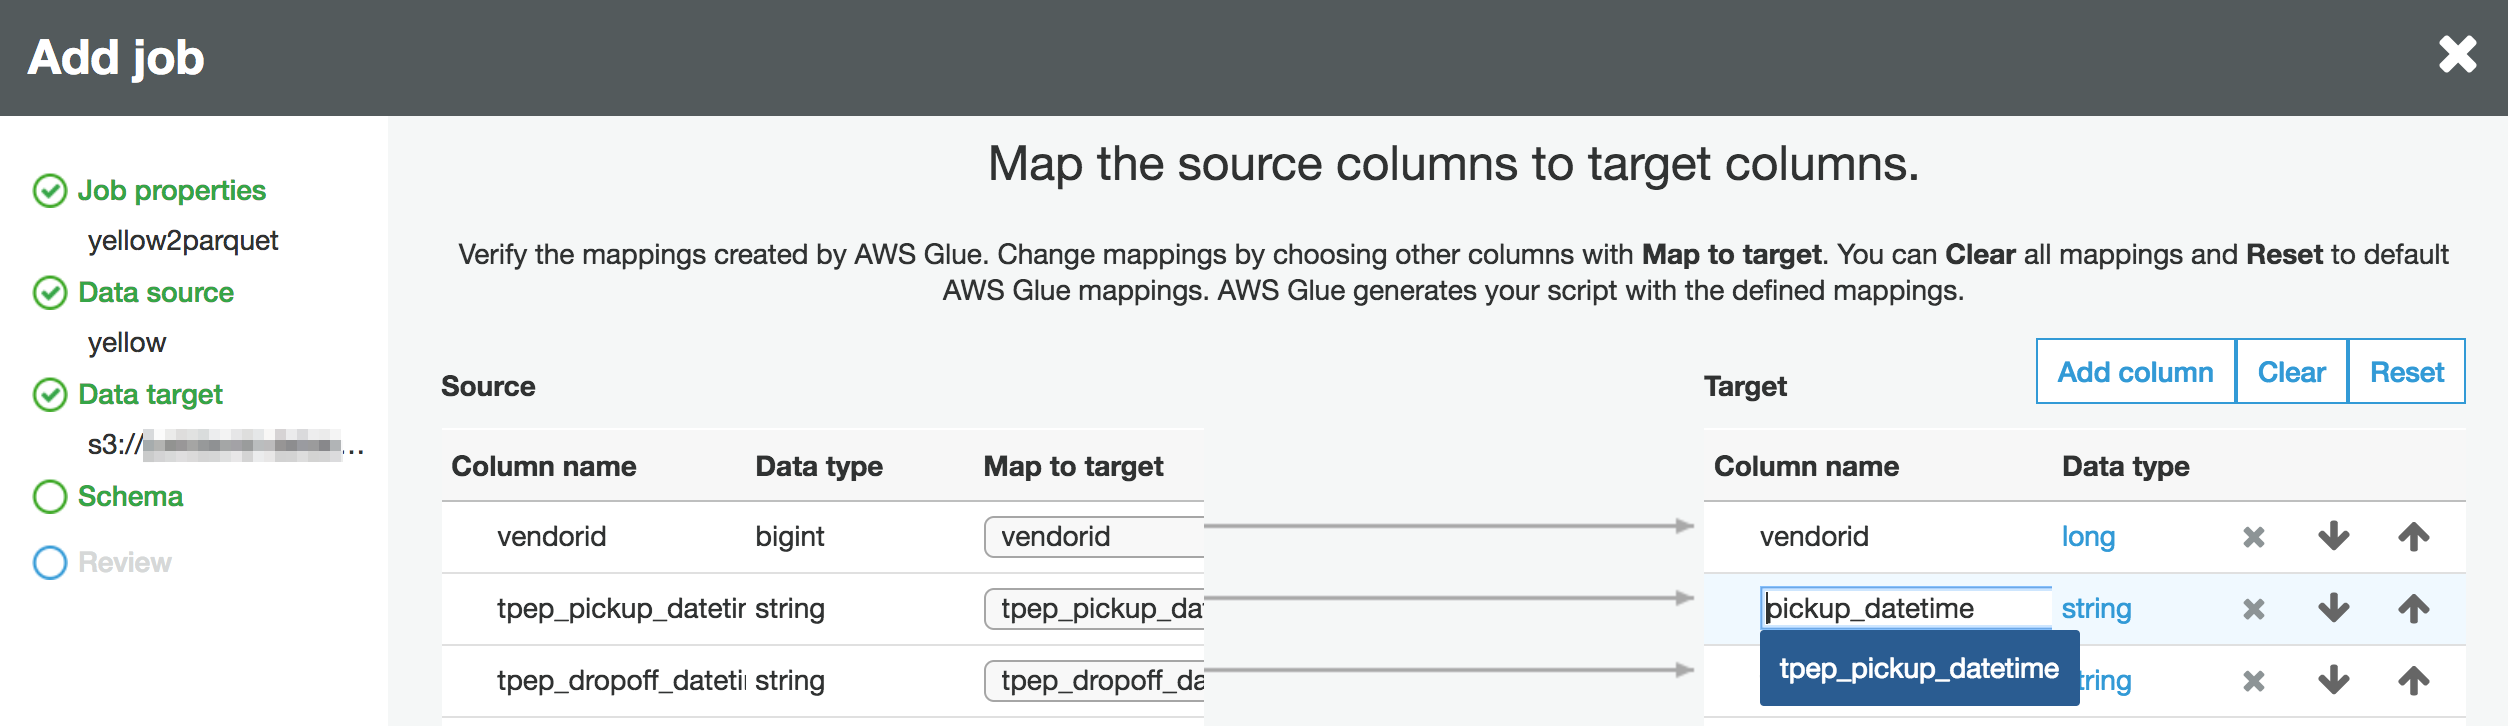 Add job
Job properties
yellow2parquet
Data source
yellow
Data target
s3://
...
Schema
Review
Map the source columns to target columns.
Verify the mappings created by AWS Glue. Change mappings by choosing other columns with Map to target. You can Clear all mappings and Reset to default
AWS Glue mappings. AWS Glue generates your script with the defined mappings.
Source
Target
Add column
Clear
Reset
Column name Data type Map to target
Column name Data type
vendorid bigint vendorid
vendorid long
tpep_pickup_datetir string tpep_pickup_da
pickup_datetime string
tpep_dropoff_dateti string tpep_dropoff_da
tpep_pickup_datetime
tring